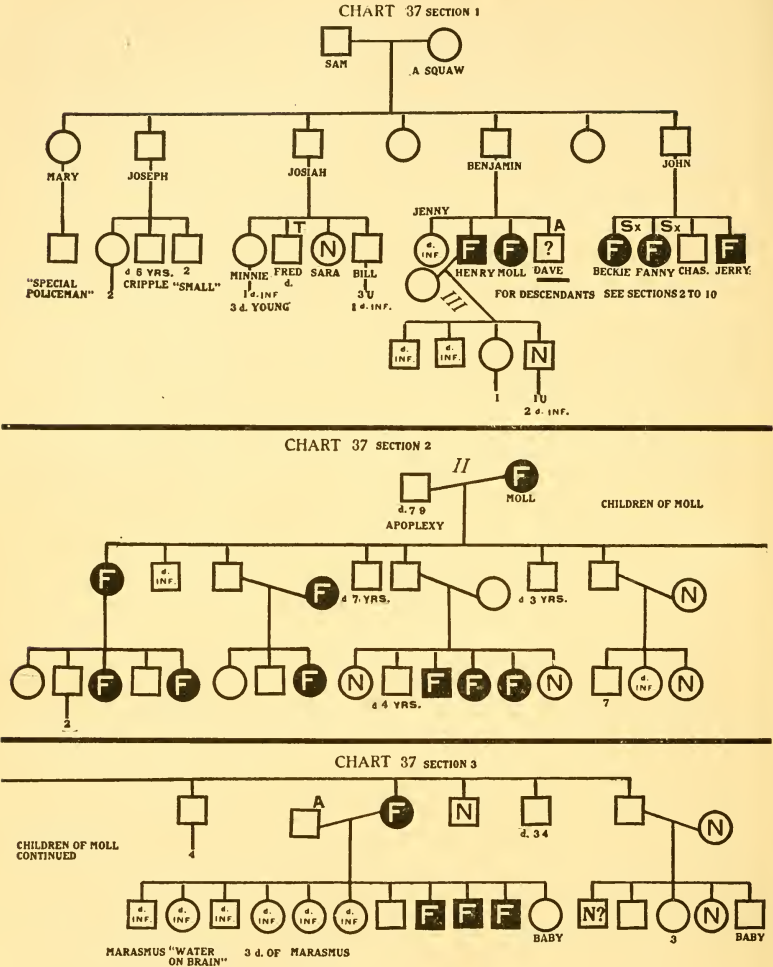 CHART 37 SECTION 1
SAM A SQUAW
MARY JOSEPH JOSIAH BENJAMIN JOHN
JENNY
T A Sx Sx
N d. INF F F ? F F F
"SPECIAL POLICEMAN" 2 d 6 YRS. CRIPPLE 2 "SMALL" MINNIE FRED d. SARA BILL HENRY MOLL DAVE BECKIE FANNY CHAS. JERRY
1 d. INF 3 d. YOUNG 3 U 1 d. INF.
FOR DESCENDANTS SEE SECTIONS 2 TO 10
III
d. INF. d. INF. N
1 1U
2 d. INF.
CHART 37 SECTION 2
II F
MOLL
d. 79
APOPLEXY
CHILDREN OF MOLL
F d. INF. F d 7. YRS. d 3 YRS. N
F F F N F F F N d. INF N
2 d 4 YRS. 7
CHART 37 SECTION 3
A F N N
4 d. 34
CHILDREN OF MOLL
CONTINUED
d. INF. d. INF. d. INF. d. INF. d. INF. d. INF F F F N? N
BABY 3 BABY
MARASMUS "WATER ON BRAIN" 3 d. OF MARASMUS